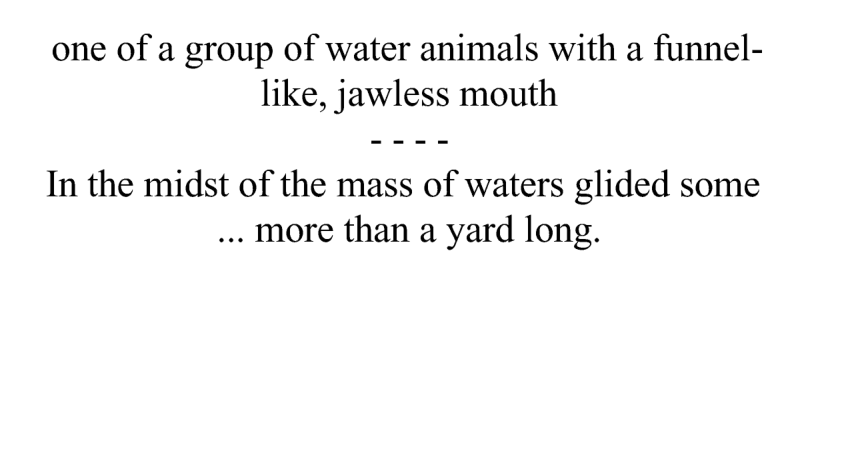 one of a group of water animals with a funnel-
like, jawless mouth
- - - -
In the midst of the mass of waters glided some
... more than a yard long.